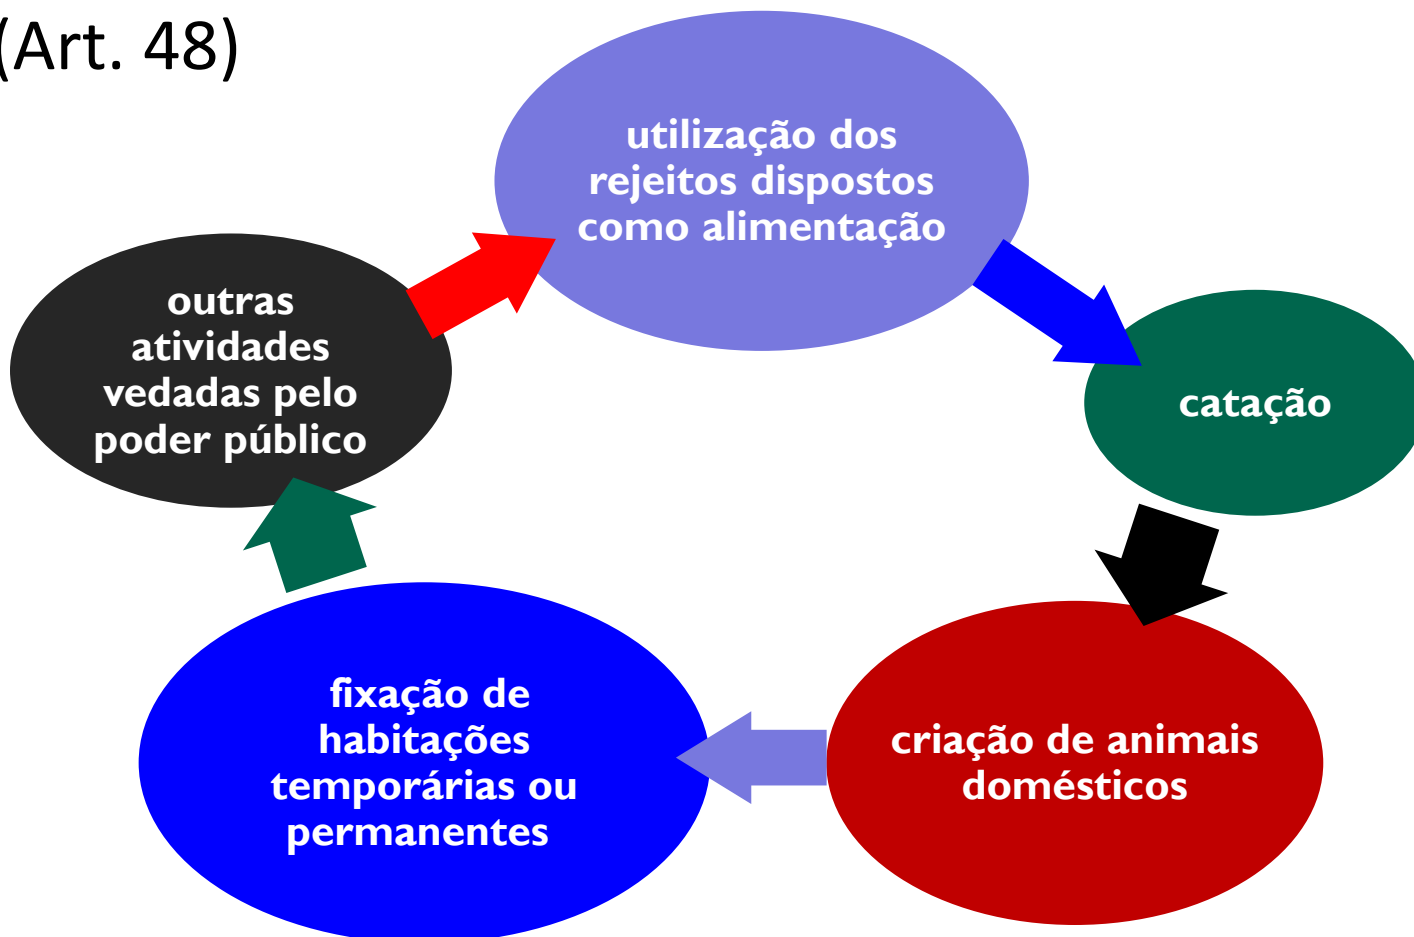 (Art. 48)
utilização dos
rejeitos dispostos
como alimentação
catação
criação de animais
domésticos
fixação de
habitações
temporárias ou
permanentes
outras
atividades
vedadas pelo
poder público